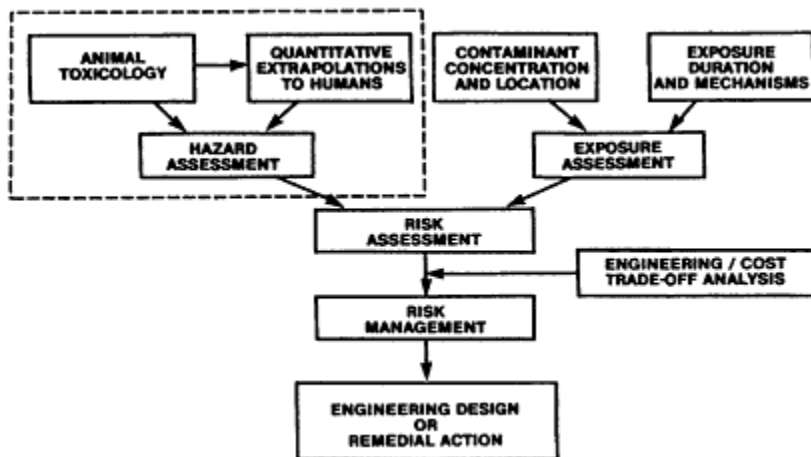 ANIMAL
TOXICOLOGY
QUANTITATIVE
EXTRAPOLATIONS
TO HUMANS
CONTAMINANT
CONCENTRATION
AND LOCATION
EXPOSURE
DURATION
AND MECHANISMS
HAZARD
ASSESSMENT
EXPOSURE
ASSESSMENT
RISK
ASSESSMENT
ENGINEERING / COST
TRADE-OFF ANALYSIS
RISK
MANAGEMENT
ENGINEERING DESIGN
OR
REMEDIAL ACTION